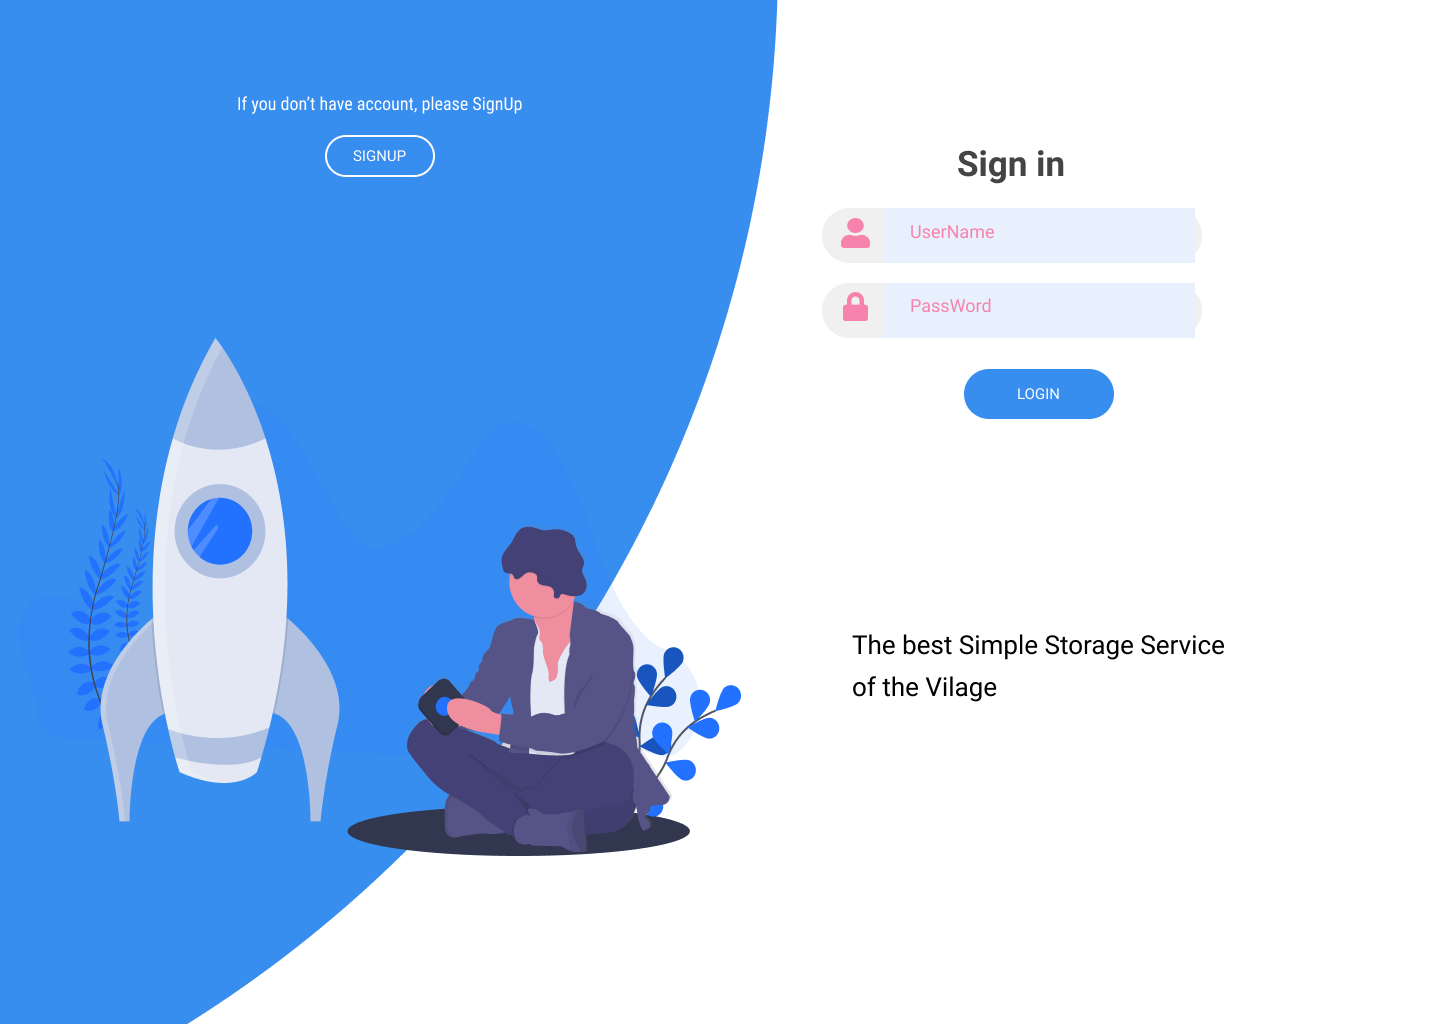 If you don't have account, please SignUp
SIGNUP
Sign in
UserName
PassWord
LOGIN
The best Simple Storage Service
of the Vilage